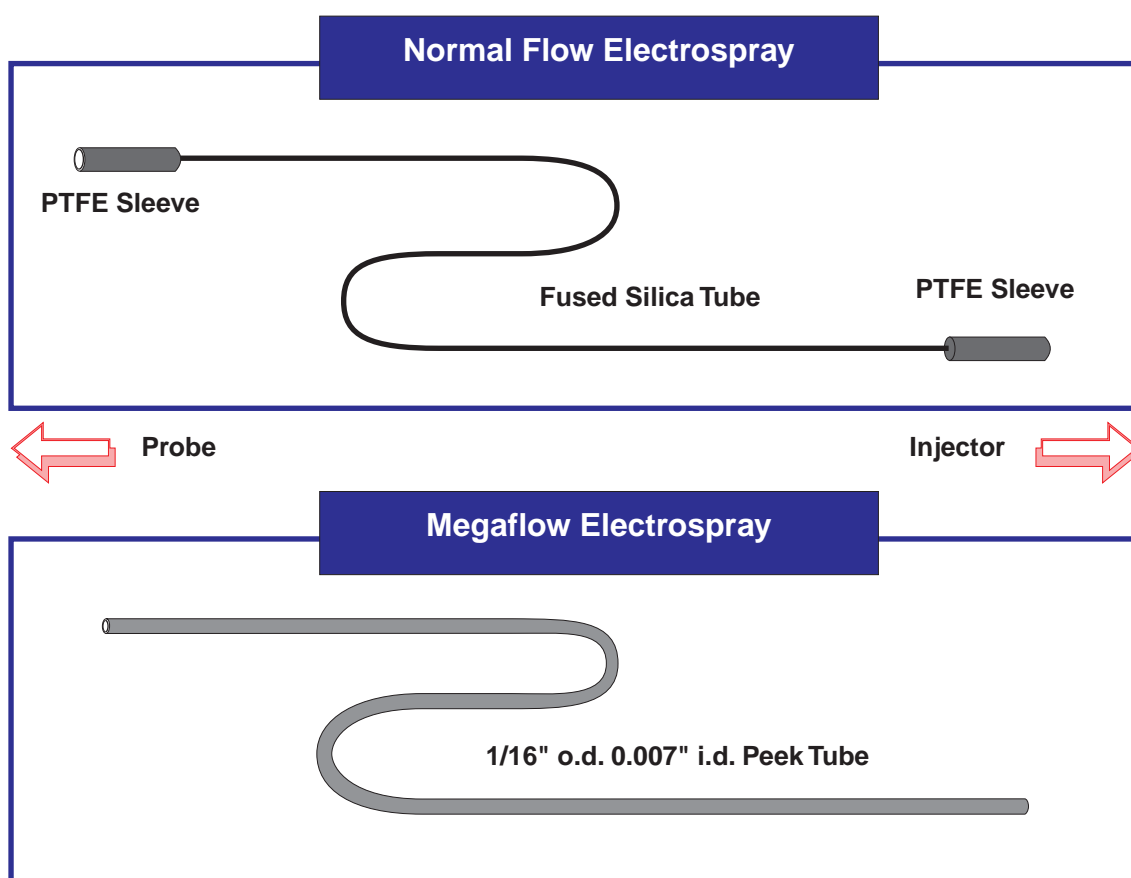 Normal Flow Electrospray
PTFE Sleeve
Fused Silica Tube
PTFE Sleeve
Probe
Injector
Megaflow Electrospray
1/16" o.d. 0.007" i.d. Peek Tube